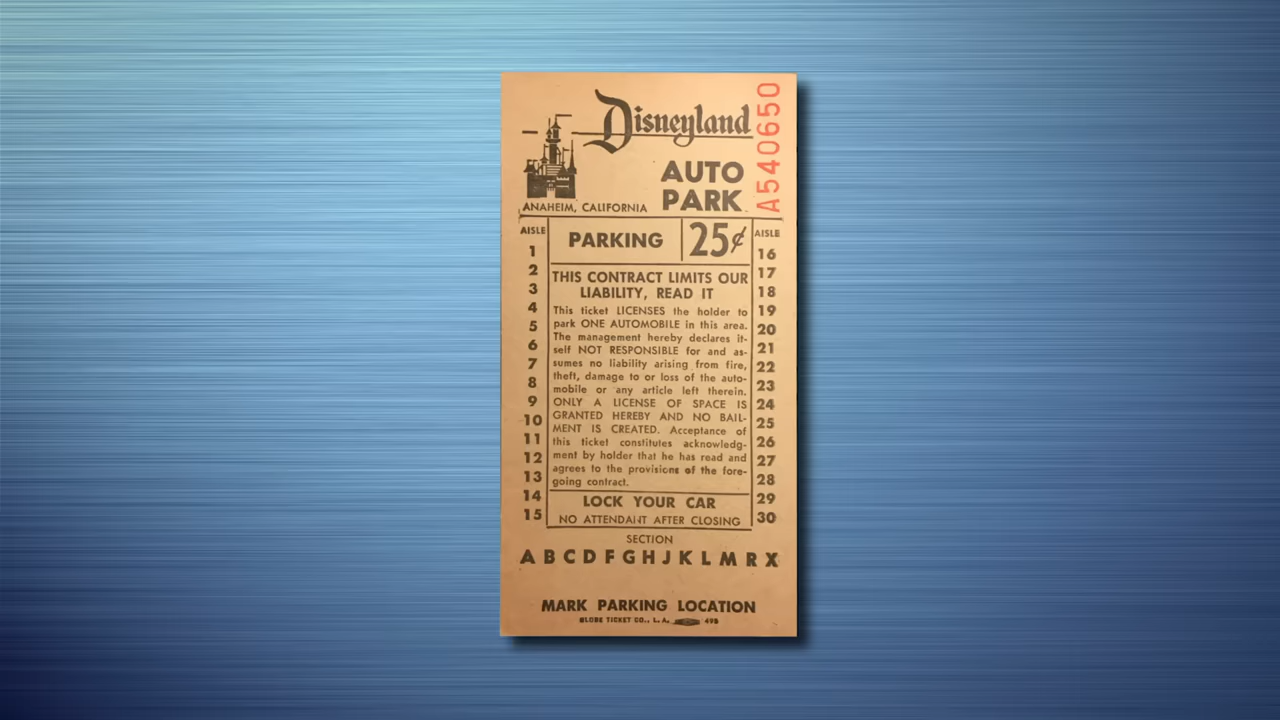 Disneyland
A540650
AUTO
PARK
ANAHEIM, CALIFORNIA
AISLE
PARKING
25¢
AISLE
1
2
3
4
5
6
7
8
9
10
11
12
13
14
15
THIS CONTRACT LIMITS OUR
LIABILITY, READ IT
This ticket LICENSES the holder to
park ONE AUTOMOBILE in this area.
The management hereby declares it-
self NOT RESPONSIBLE for and as-
sumes no liability arising from fire,
theft, damage to or loss of the auto-
mobile or any article left therein.
ONLY A LICENSE OF SPACE IS
GRANTED HEREBY AND NO BAIL-
MENT IS CREATED. Acceptance of
this ticket constitutes acknowledg-
ment by holder that he has read and
agrees to the provisions of the fore-
going contract.
LOCK YOUR CAR
NO ATTENDANT AFTER CLOSING
16
17
18
19
20
21
22
23
24
25
26
27
28
29
30
SECTION
A B C D F G H J K L M R X
MARK PARKING LOCATION
GLOBE TICKET CO., L. A. 49B